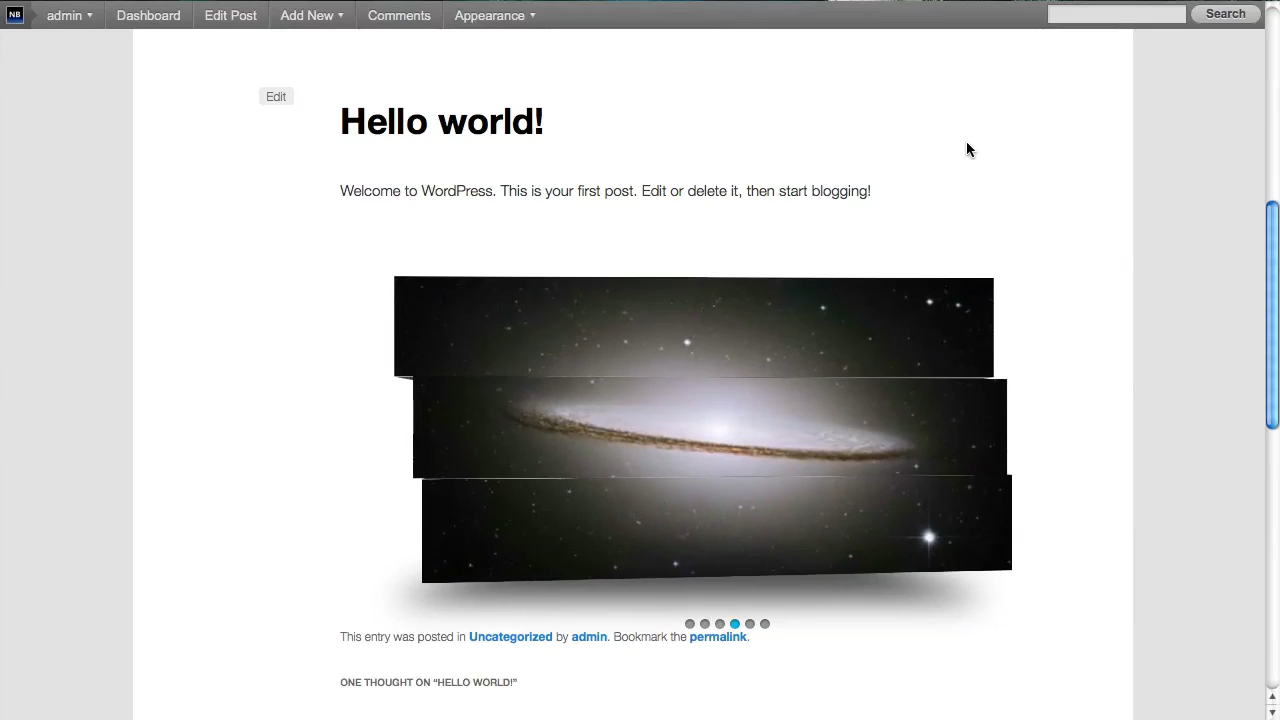 NB admin Dashboard Edit Post Add New Comments Appearance Search
Edit
Hello world!
Welcome to WordPress. This is your first post. Edit or delete it, then start blogging!
This entry was posted in Uncategorized by admin. Bookmark the permalink.
ONE THOUGHT ON “HELLO WORLD!”